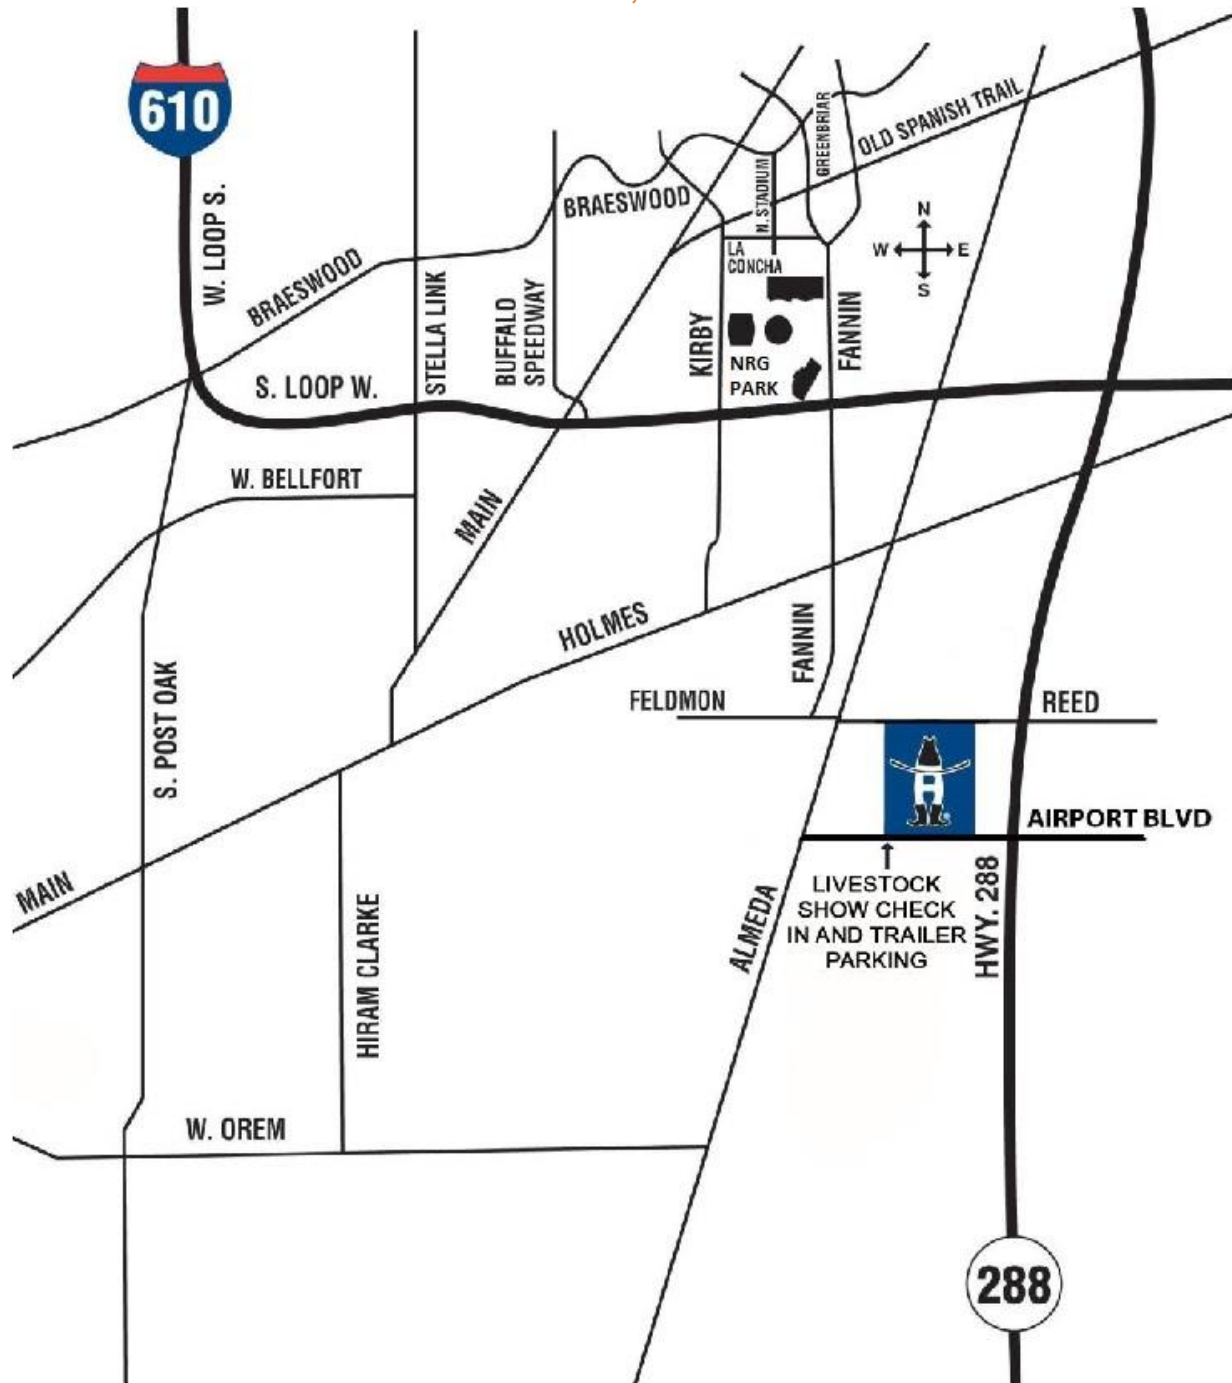 610
W. LOOP S.
BRAESWOOD
S. LOOP W.
STELLA LINK
BUFFALO
SPEEDWAY
BRAESWOOD
N. STADIUM
GREENBRIAR
OLD SPANISH TRAIL
N
W
E
S
LA
CONCHA
KIRBY
NRG
PARK
FANNIN
W. BELLFORT
MAIN
HOLMES
FANNIN
S. POST OAK
FELDMON
REED
H
AIRPORT BLVD
MAIN
HIRAM CLARKE
ALMEDA
LIVESTOCK
SHOW CHECK
IN AND TRAILER
PARKING
HWY. 288
W. OREM
288